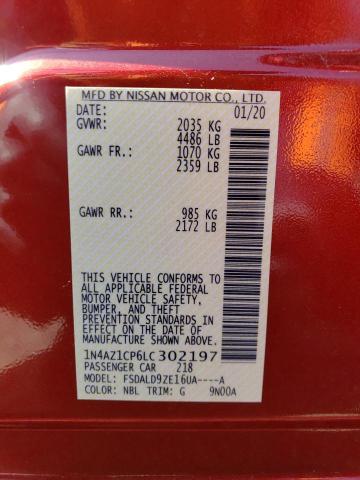 MFD BY NISSAN MOTOR CO., LTD.
DATE: 01/20
GVWR: 2035 KG
4486 LB
GAWR FR.: 1070 KG
2359 LB
GAWR RR.: 985 KG
2172 LB
THIS VEHICLE CONFORMS TO
ALL APPLICABLE FEDERAL
MOTOR VEHICLE SAFETY,
BUMPER, AND THEFT
PREVENTION STANDARDS
IN EFFECT ON THE DATE OF
MANUFACTURE SHOWN ABOVE.
1N4AZ1CP6LC302197
PASSENGER CAR 218
MODEL: FSDALD9ZE16UA----A
COLOR: NBL TRIM: G 9N00A